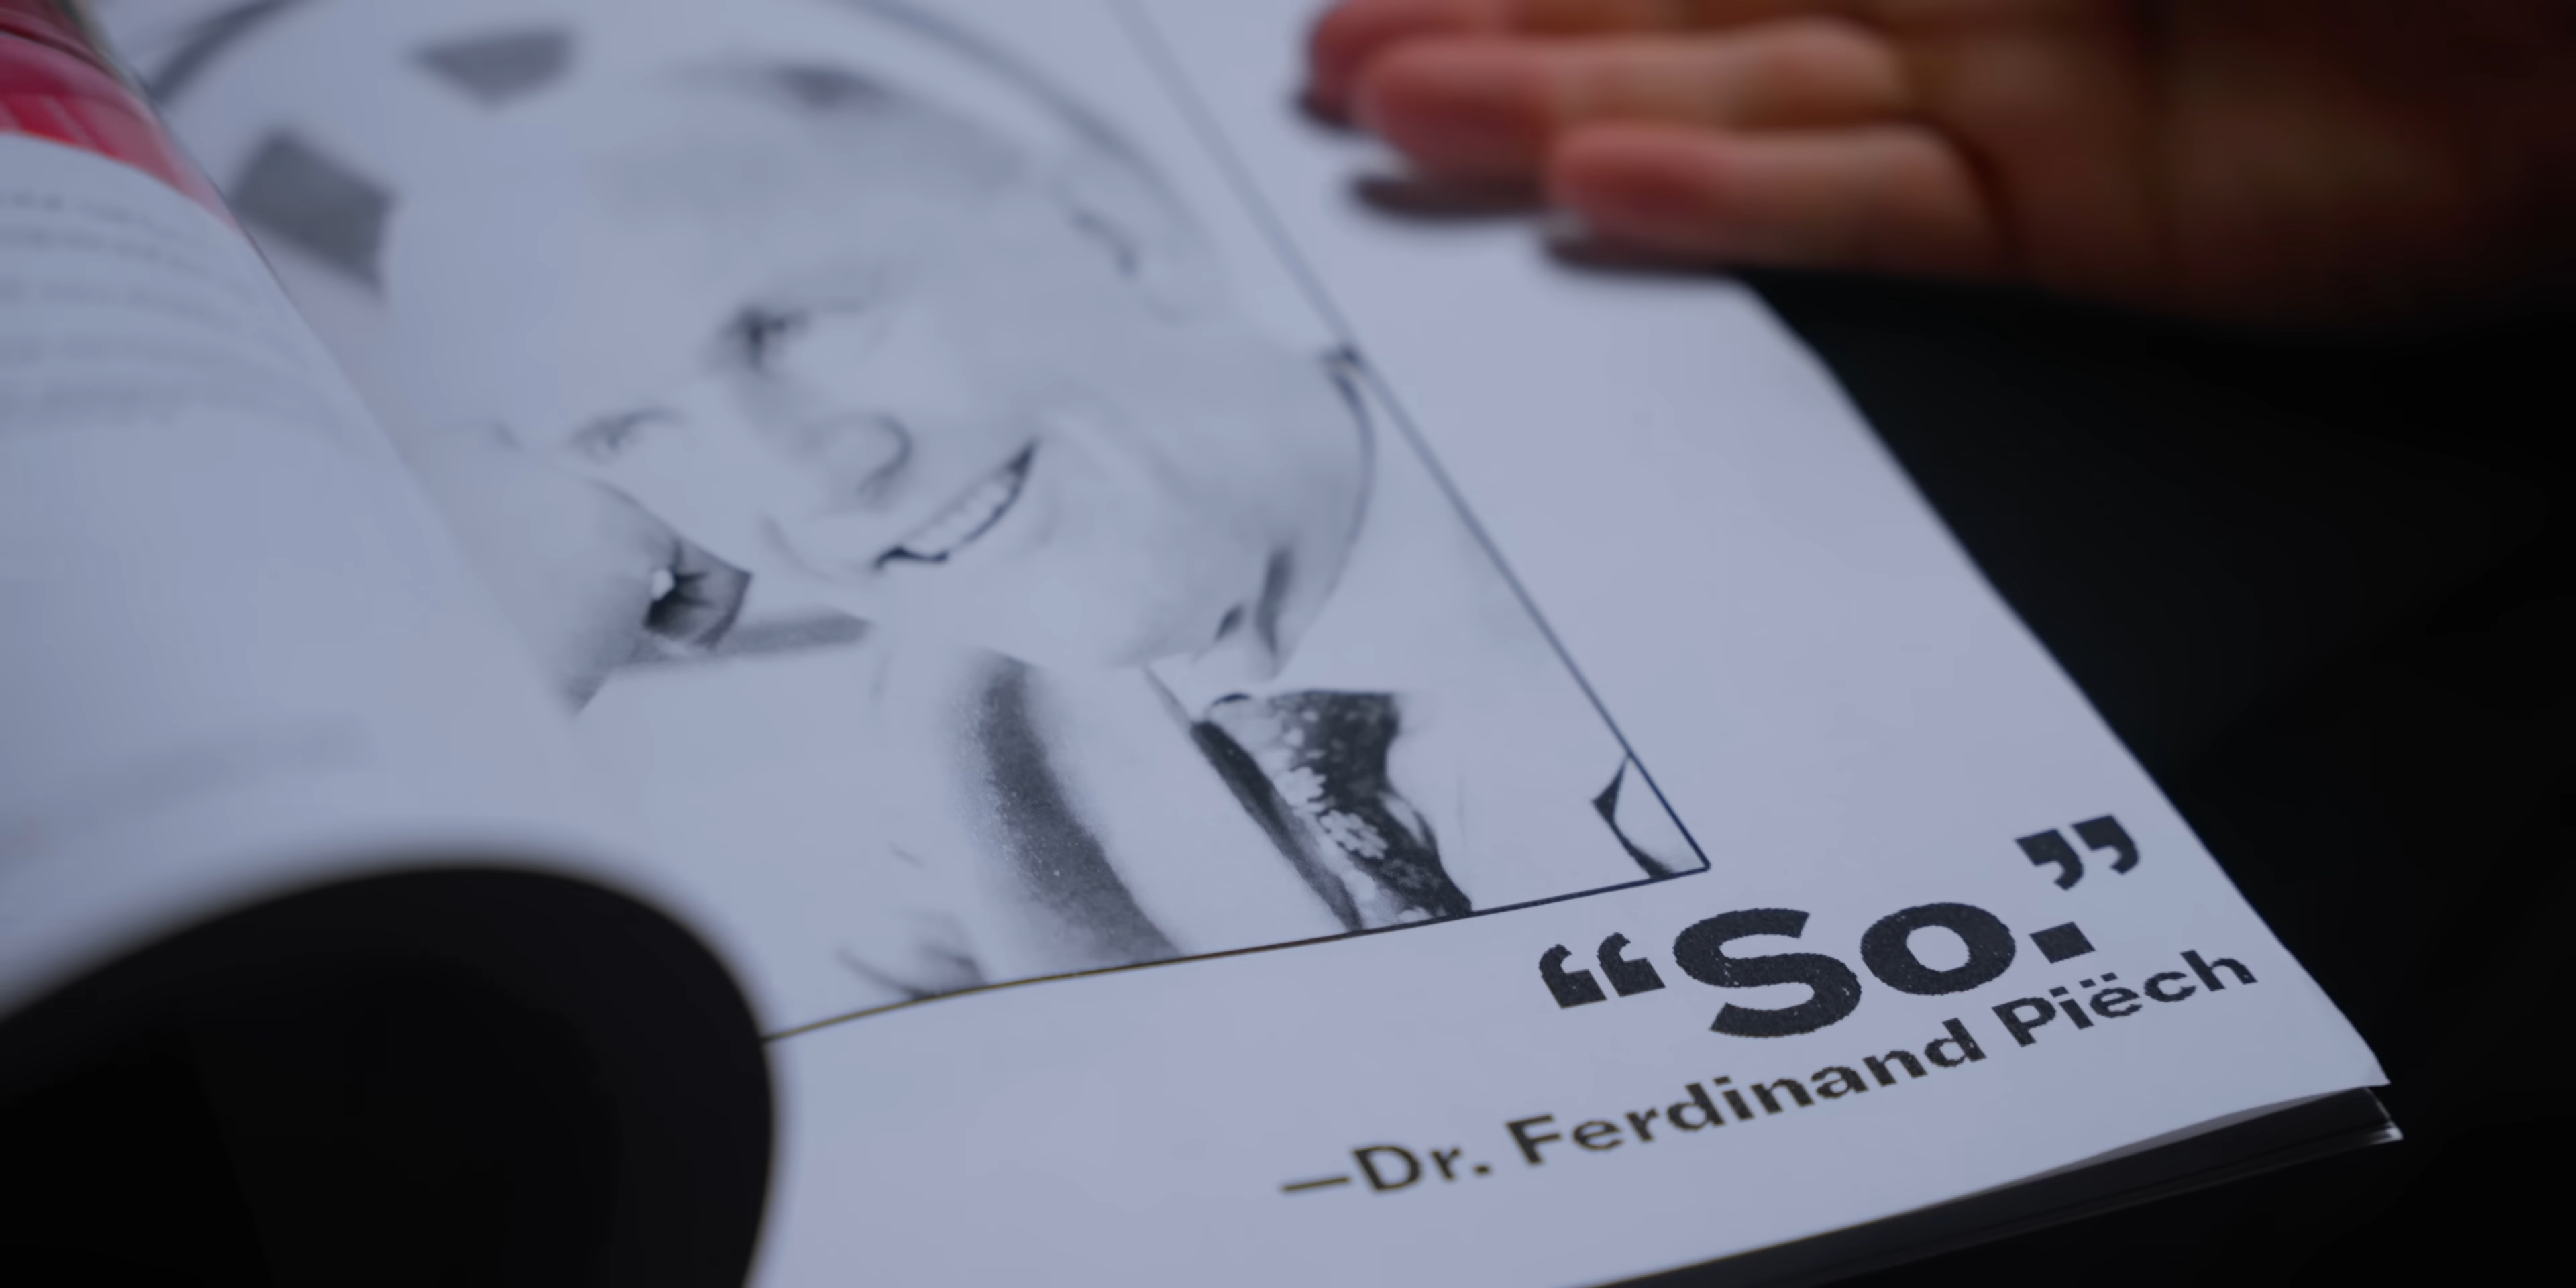 “So.”
—Dr. Ferdinand Piëch